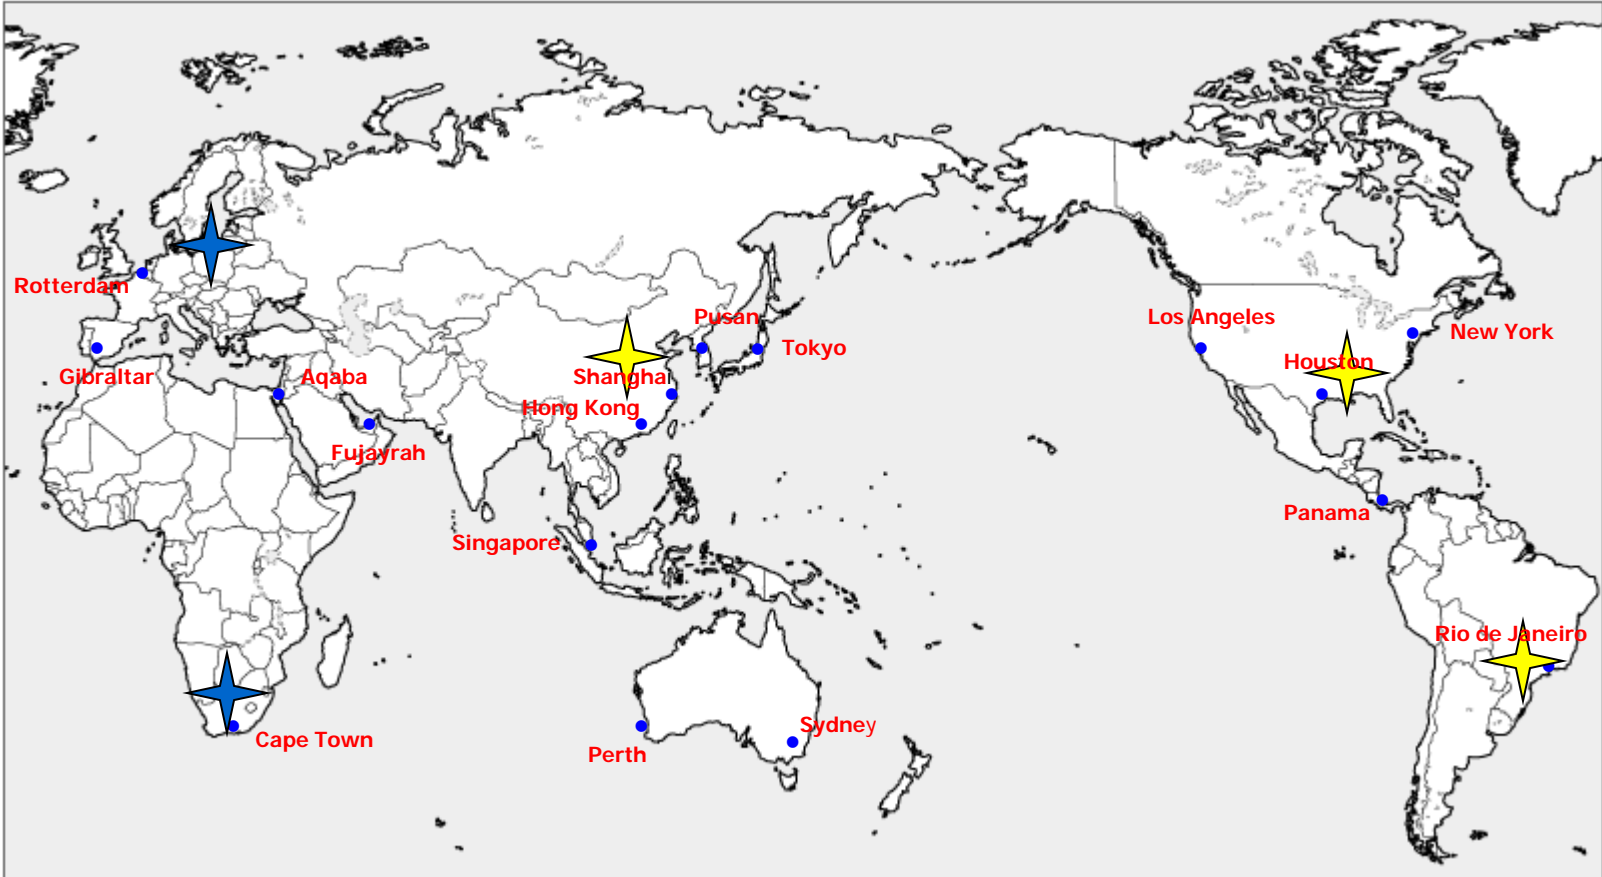 Rotterdam
Pusan
Los Angeles
New York
Tokyo
Houston
Gibraltar
Aqaba
Shanghai
Hong Kong
Fujayrah
Panama
Singapore
Rio de Janeiro
Sydney
Cape Town
Perth